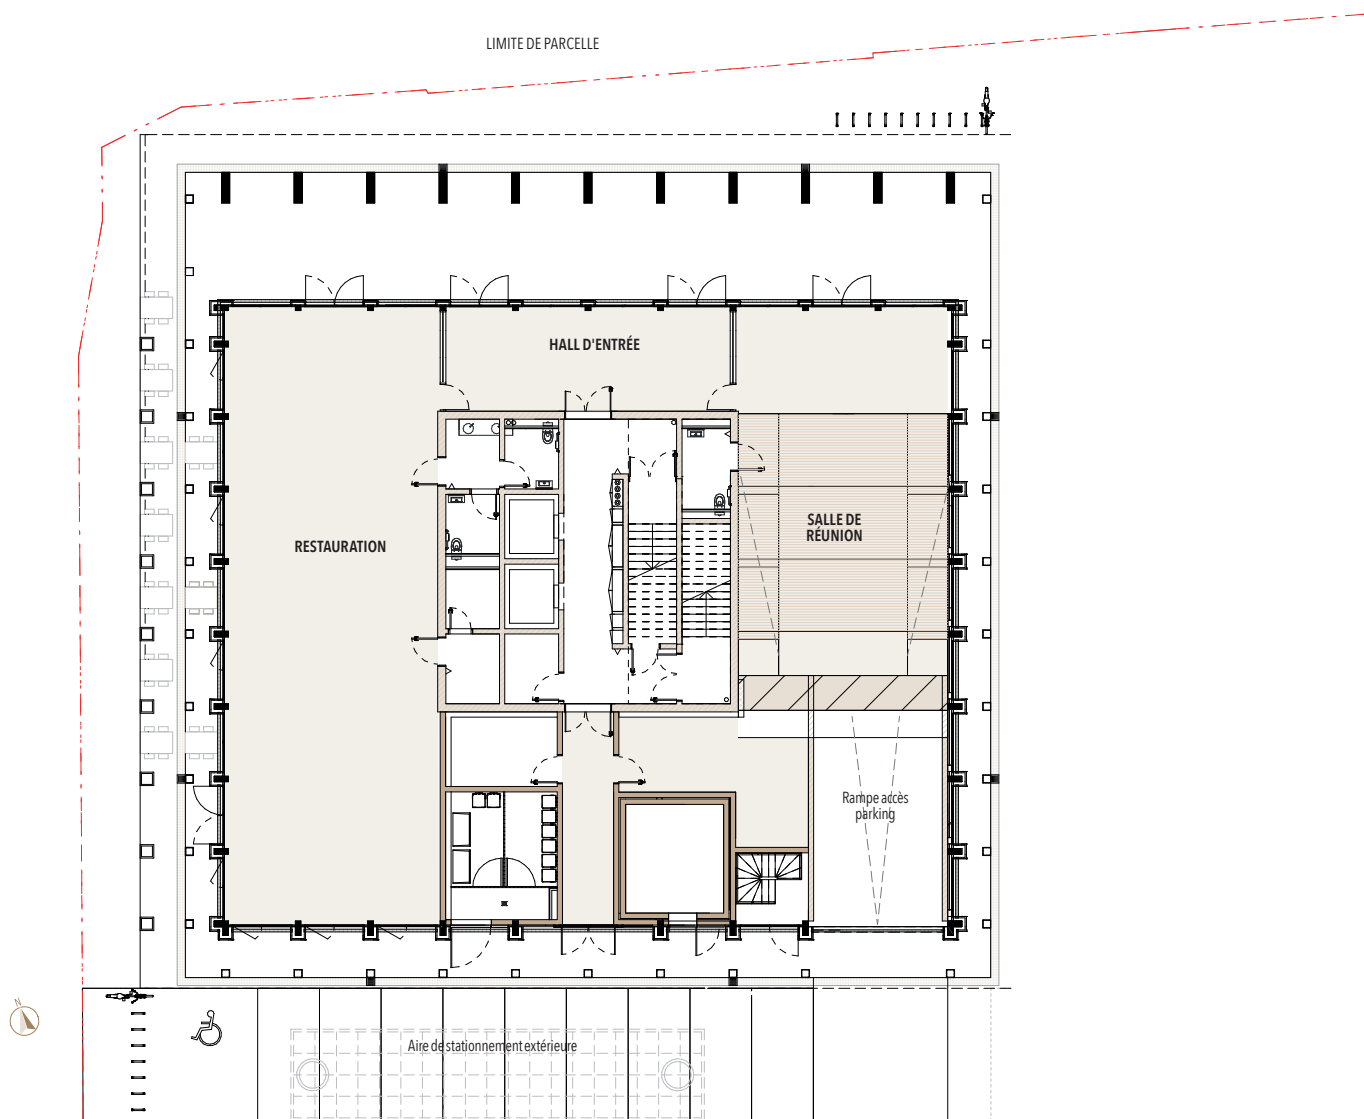 LIMITE DE PARCELLE
HALL D'ENTRÉE
RESTAURATION
SALLE DE
RÉUNION
Rampe accès
parking
N
Aire de stationnement extérieure